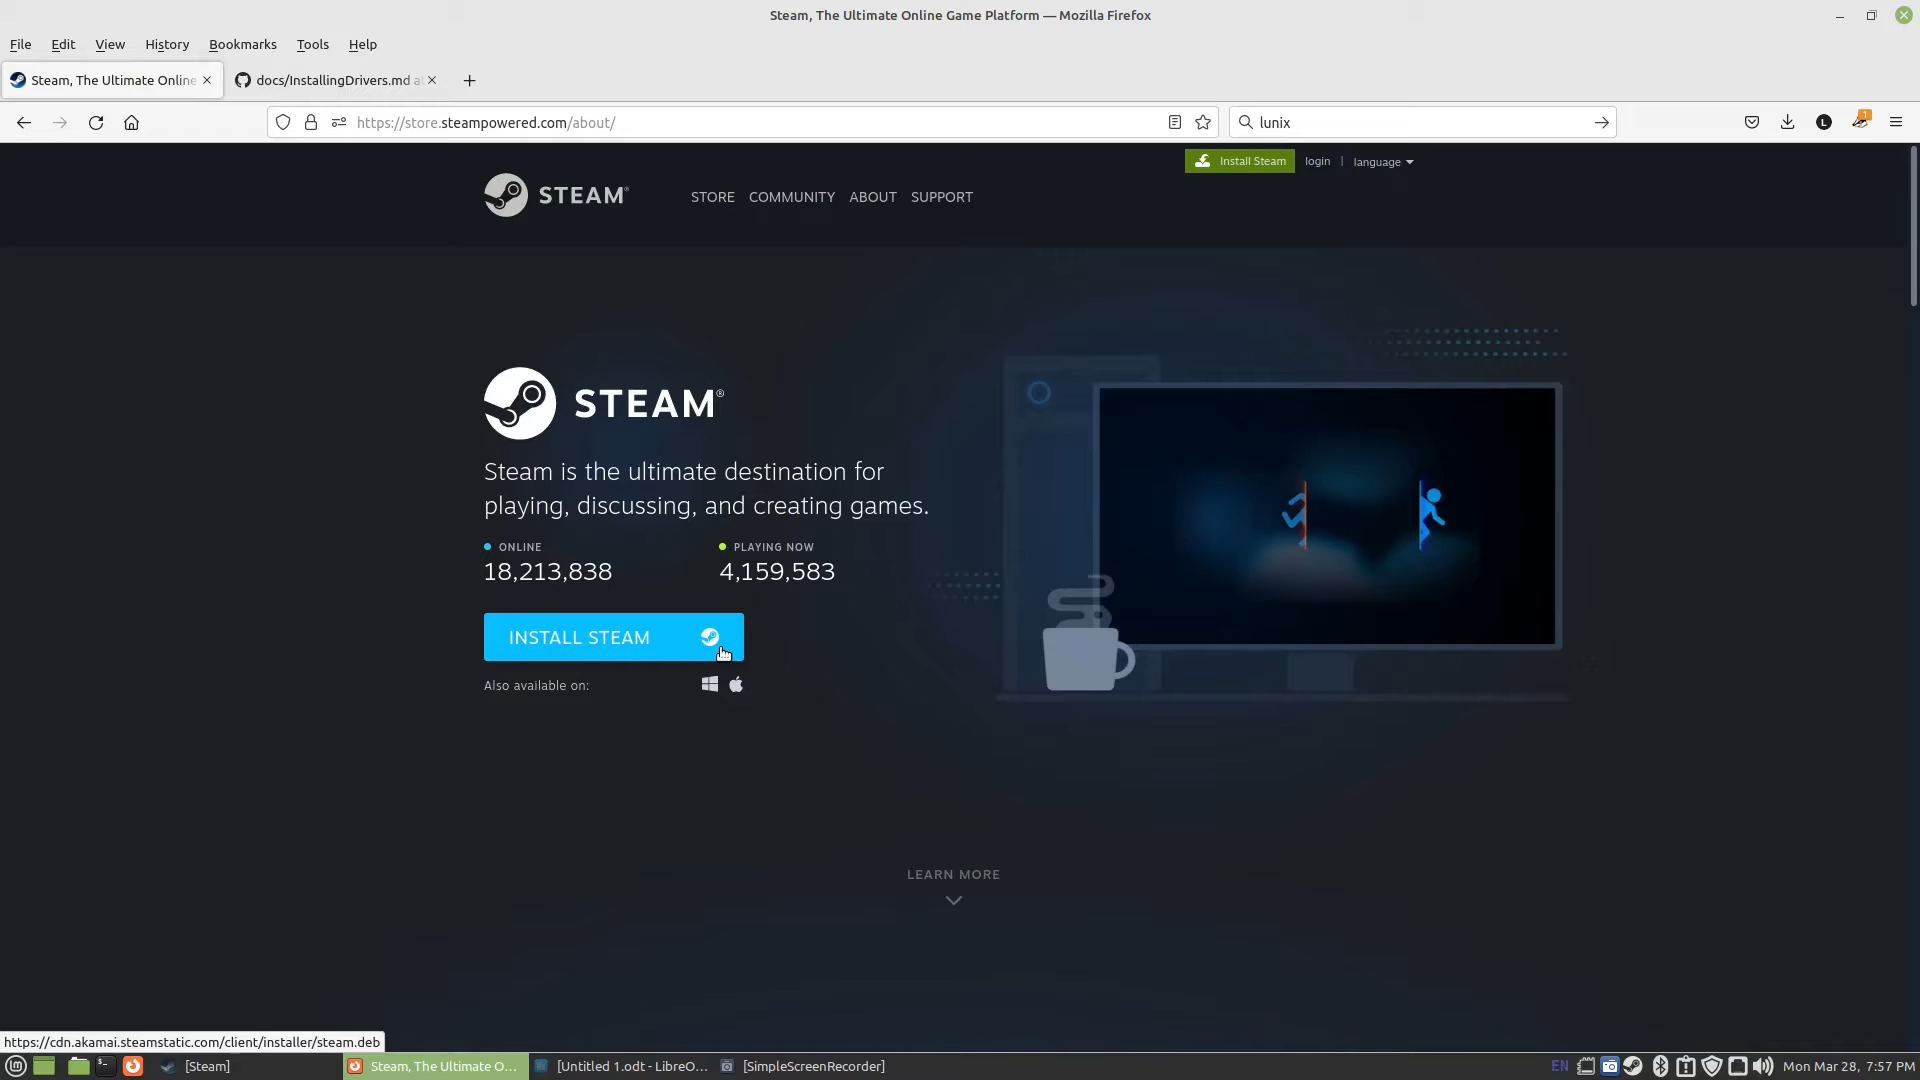 Steam, The Ultimate Online Game Platform — Mozilla Firefox
File Edit View History Bookmarks Tools Help
Steam, The Ultimate Online docs/InstallingDrivers.md a
https://store.steampowered.com/about/ lunix
L 1
Install Steam login | language
STEAM® STORE COMMUNITY ABOUT SUPPORT
STEAM®
Steam is the ultimate destination for
playing, discussing, and creating games.
ONLINE PLAYING NOW
18,213,838 4,159,583
INSTALL STEAM
Also available on:
LEARN MORE
https://cdn.akamai.steamstatic.com/client/installer/steam.deb
[Steam] Steam, The Ultimate O... [Untitled 1.odt - LibreO... [SimpleScreenRecorder] EN Mon Mar 28, 7:57 PM